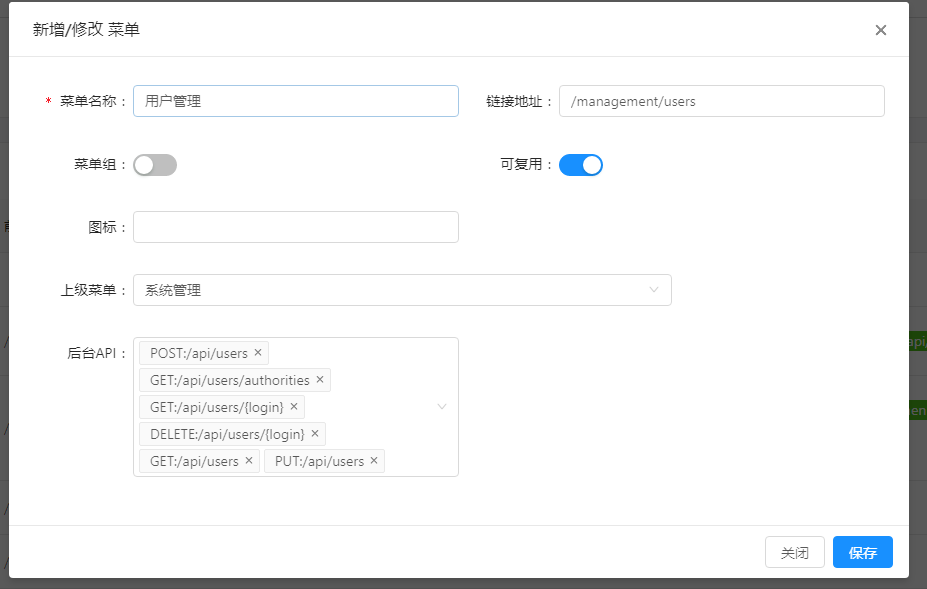 新增/修改 菜单
* 菜单名称： 用户管理 链接地址： /management/users
菜单组： 可复用：
图标：
上级菜单： 系统管理
后台API： POST:/api/users ×
GET:/api/users/authorities ×
GET:/api/users/{login} ×
DELETE:/api/users/{login} ×
GET:/api/users × PUT:/api/users ×
关闭 保存